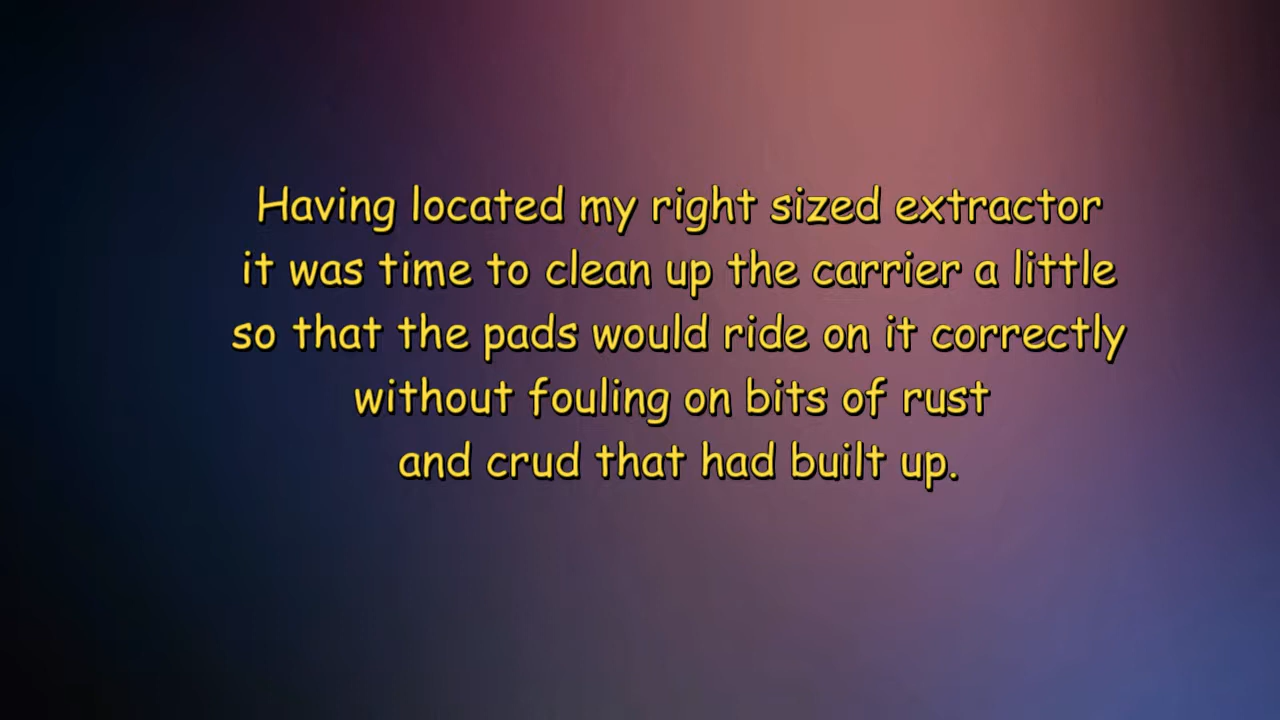 Having located my right sized extractor
it was time to clean up the carrier a little
so that the pads would ride on it correctly
without fouling on bits of rust
and crud that had built up.